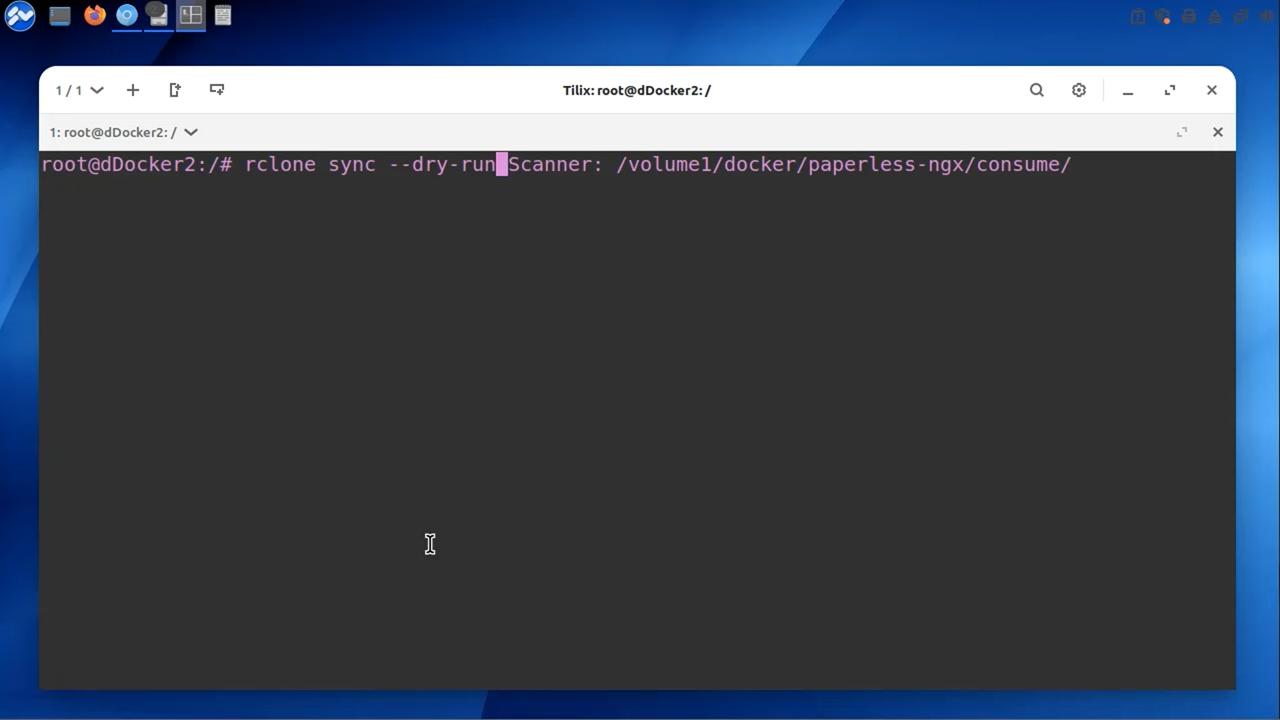 1 / 1
Tilix: root@dDocker2: /
1: root@dDocker2: /
root@dDocker2:/# rclone sync --dry-run Scanner: /volume1/docker/paperless-ngx/consume/